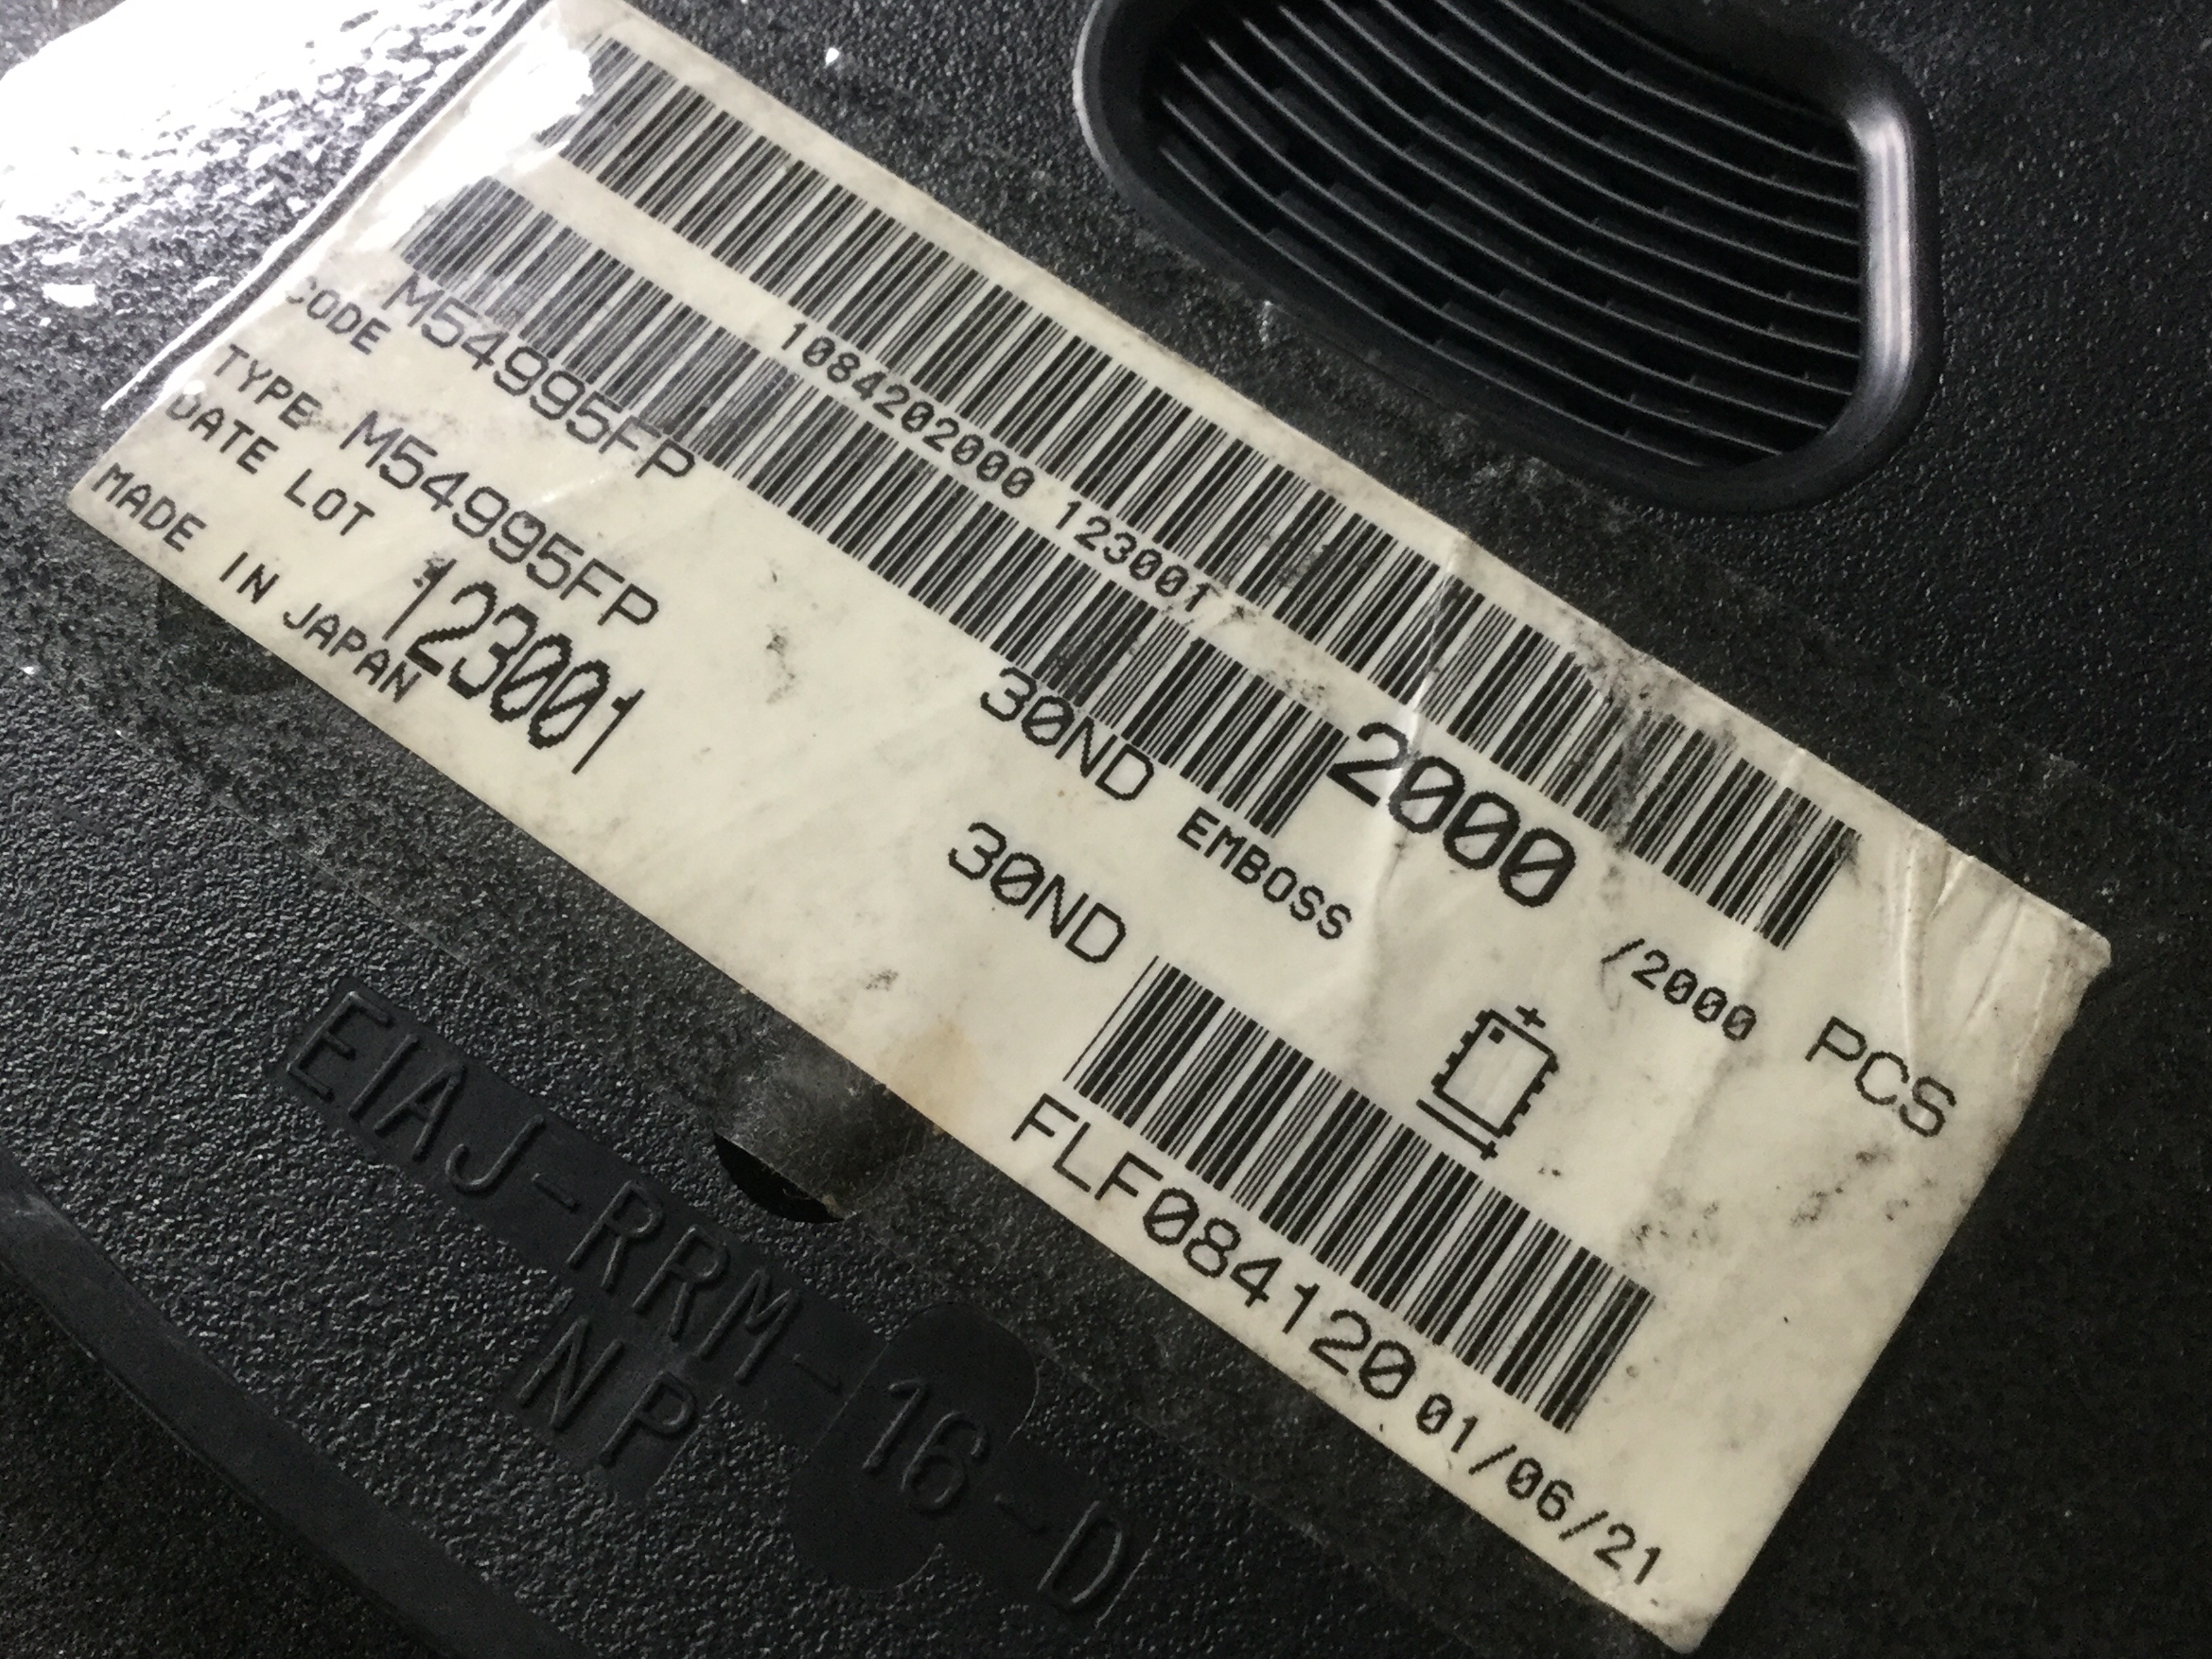 1084202000 123001
CODE M54995FP 30ND 2000 /2000 PCS
EMBOSS
TYPE M54995FP 30ND
DATE LOT 123001
MADE IN JAPAN
FLF084120 01/06/21
EIAJ-RRM-16-D
NP